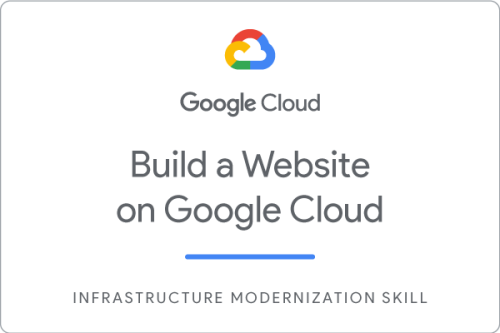 Google Cloud
Build a Website
on Google Cloud
INFRASTRUCTURE MODERNIZATION SKILL